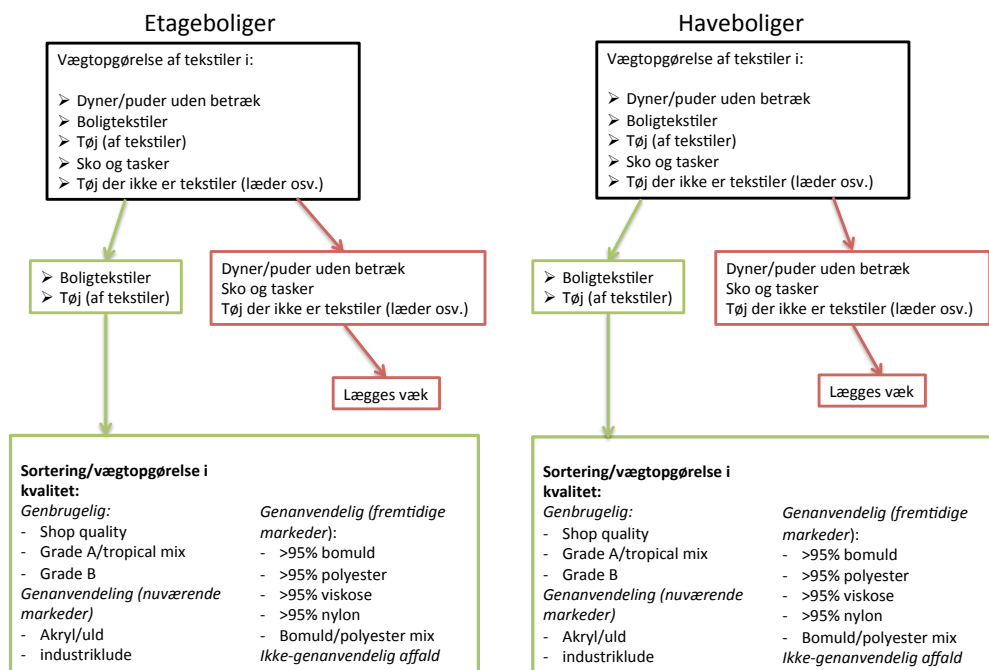 Etageboliger
Vægtopgørelse af tekstiler i:
➢ Dyner/puder uden betræk
➢ Boligtekstiler
➢ Tøj (af tekstiler)
➢ Sko og tasker
➢ Tøj der ikke er tekstiler (læder osv.)
➢ Boligtekstiler
➢ Tøj (af tekstiler)
Dyner/puder uden betræk
Sko og tasker
Tøj der ikke er tekstiler (læder osv.)
Lægges væk
Sortering/vægtopgørelse i
kvalitet:
Genbrugelig:
- Shop quality
- Grade A/tropical mix
- Grade B
Genanvendeling (nuværende
markeder)
- Akryl/uld
- industriklude
Genanvendelig (fremtidige
markeder):
- >95% bomuld
- >95% polyester
- >95% viskose
- >95% nylon
- Bomuld/polyester mix
Ikke-genanvendelig affald
Haveboliger
Vægtopgørelse af tekstiler i:
➢ Dyner/puder uden betræk
➢ Boligtekstiler
➢ Tøj (af tekstiler)
➢ Sko og tasker
➢ Tøj der ikke er tekstiler (læder osv.)
➢ Boligtekstiler
➢ Tøj (af tekstiler)
Dyner/puder uden betræk
Sko og tasker
Tøj der ikke er tekstiler (læder osv.)
Lægges væk
Sortering/vægtopgørelse i
kvalitet:
Genbrugelig:
- Shop quality
- Grade A/tropical mix
- Grade B
Genanvendeling (nuværende
markeder)
- Akryl/uld
- industriklude
Genanvendelig (fremtidige
markeder):
- >95% bomuld
- >95% polyester
- >95% viskose
- >95% nylon
- Bomuld/polyester mix
Ikke-genanvendelig affald